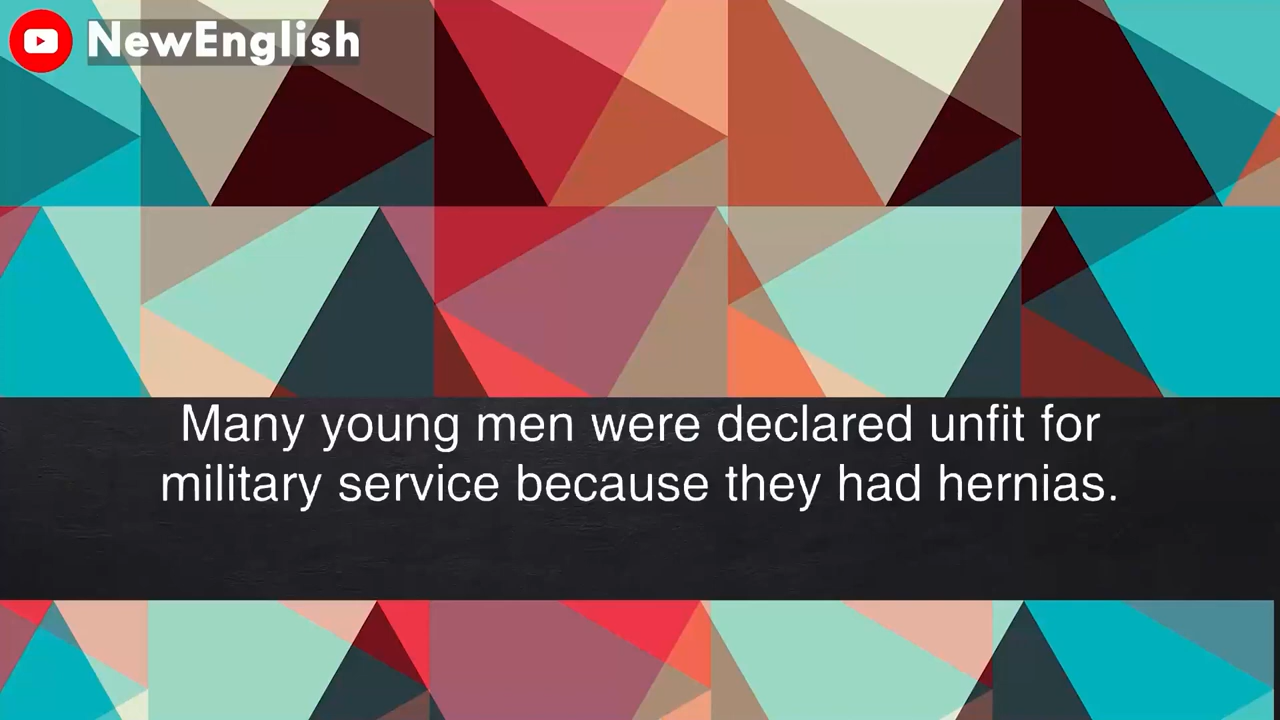 NewEnglish
Many young men were declared unfit for
military service because they had hernias.